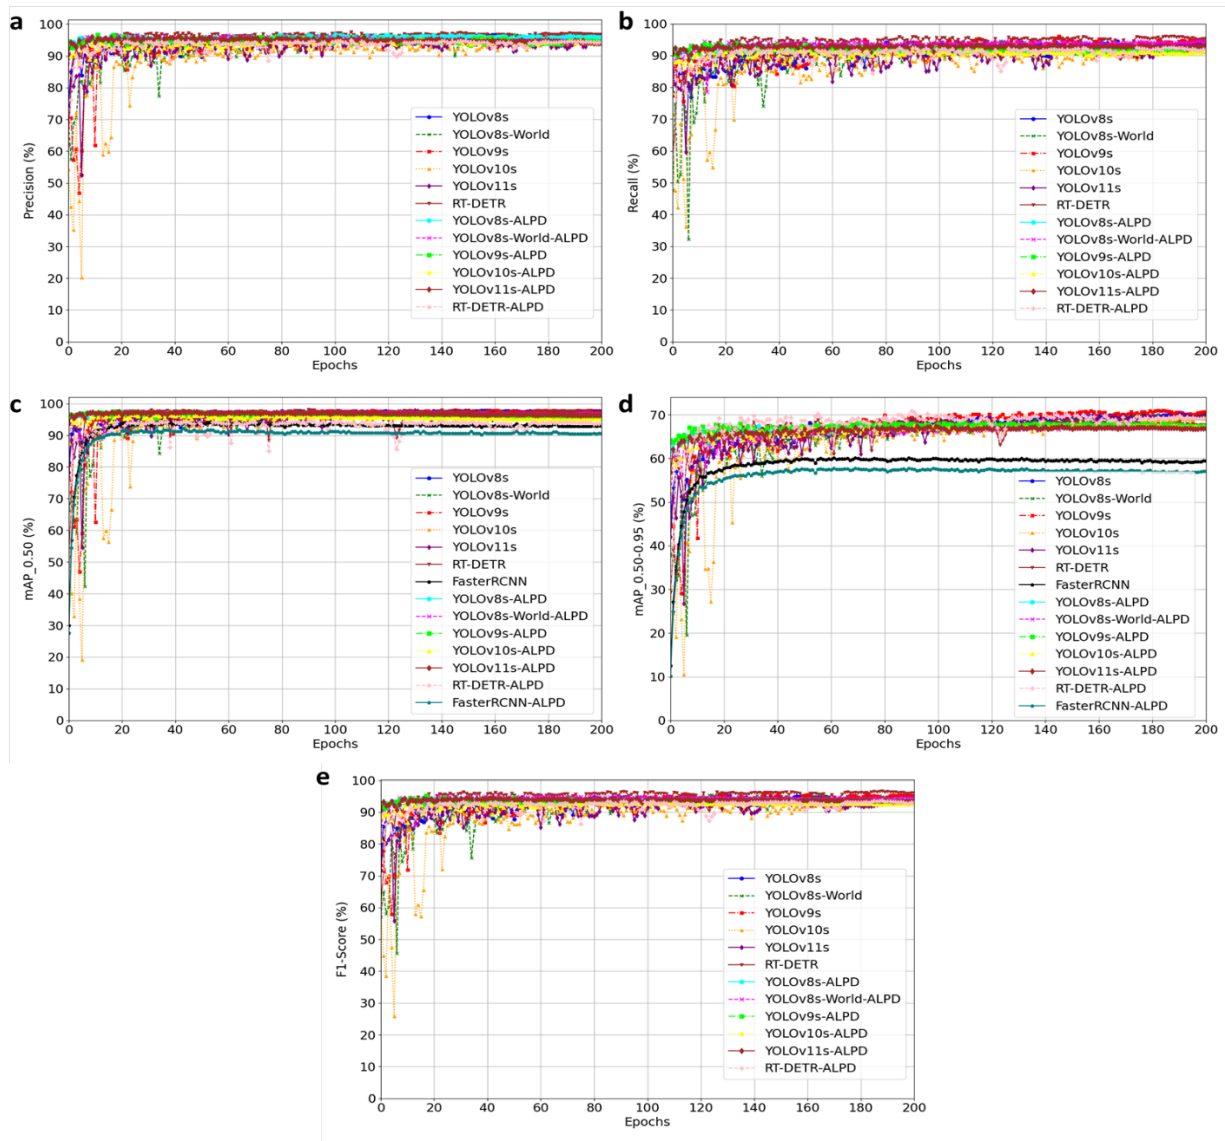 a
Precision (%)
100
90
80
70
60
50
40
30
20
10
0
YOLOv8s
YOLOv8s-World
YOLOv9s
YOLOv10s
YOLOv11s
RT-DETR
YOLOv8s-ALPD
YOLOv8s-World-ALPD
YOLOv9s-ALPD
YOLOv10s-ALPD
YOLOv11s-ALPD
RT-DETR-ALPD
0 20 40 60 80 100 120 140 160 180 200
Epochs
b
Recall (%)
100
90
80
70
60
50
40
30
20
10
0
YOLOv8s
YOLOv8s-World
YOLOv9s
YOLOv10s
YOLOv11s
RT-DETR
YOLOv8s-ALPD
YOLOv8s-World-ALPD
YOLOv9s-ALPD
YOLOv10s-ALPD
YOLOv11s-ALPD
RT-DETR-ALPD
0 20 40 60 80 100 120 140 160 180 200
Epochs
c
mAP_0.50 (%)
100
90
80
70
60
50
40
30
20
10
0
YOLOv8s
YOLOv8s-World
YOLOv9s
YOLOv10s
YOLOv11s
RT-DETR
FasterRCNN
YOLOv8s-ALPD
YOLOv8s-World-ALPD
YOLOv9s-ALPD
YOLOv10s-ALPD
YOLOv11s-ALPD
RT-DETR-ALPD
FasterRCNN-ALPD
0 20 40 60 80 100 120 140 160 180 200
Epochs
d
mAP_0.50-0.95 (%)
70
60
50
40
30
20
10
0
YOLOv8s
YOLOv8s-World
YOLOv9s
YOLOv10s
YOLOv11s
RT-DETR
FasterRCNN
YOLOv8s-ALPD
YOLOv8s-World-ALPD
YOLOv9s-ALPD
YOLOv10s-ALPD
YOLOv11s-ALPD
RT-DETR-ALPD
FasterRCNN-ALPD
0 20 40 60 80 100 120 140 160 180 200
Epochs
e
F1-Score (%)
100
90
80
70
60
50
40
30
20
10
0
YOLOv8s
YOLOv8s-World
YOLOv9s
YOLOv10s
YOLOv11s
RT-DETR
YOLOv8s-ALPD
YOLOv8s-World-ALPD
YOLOv9s-ALPD
YOLOv10s-ALPD
YOLOv11s-ALPD
RT-DETR-ALPD
0 20 40 60 80 100 120 140 160 180 200
Epochs